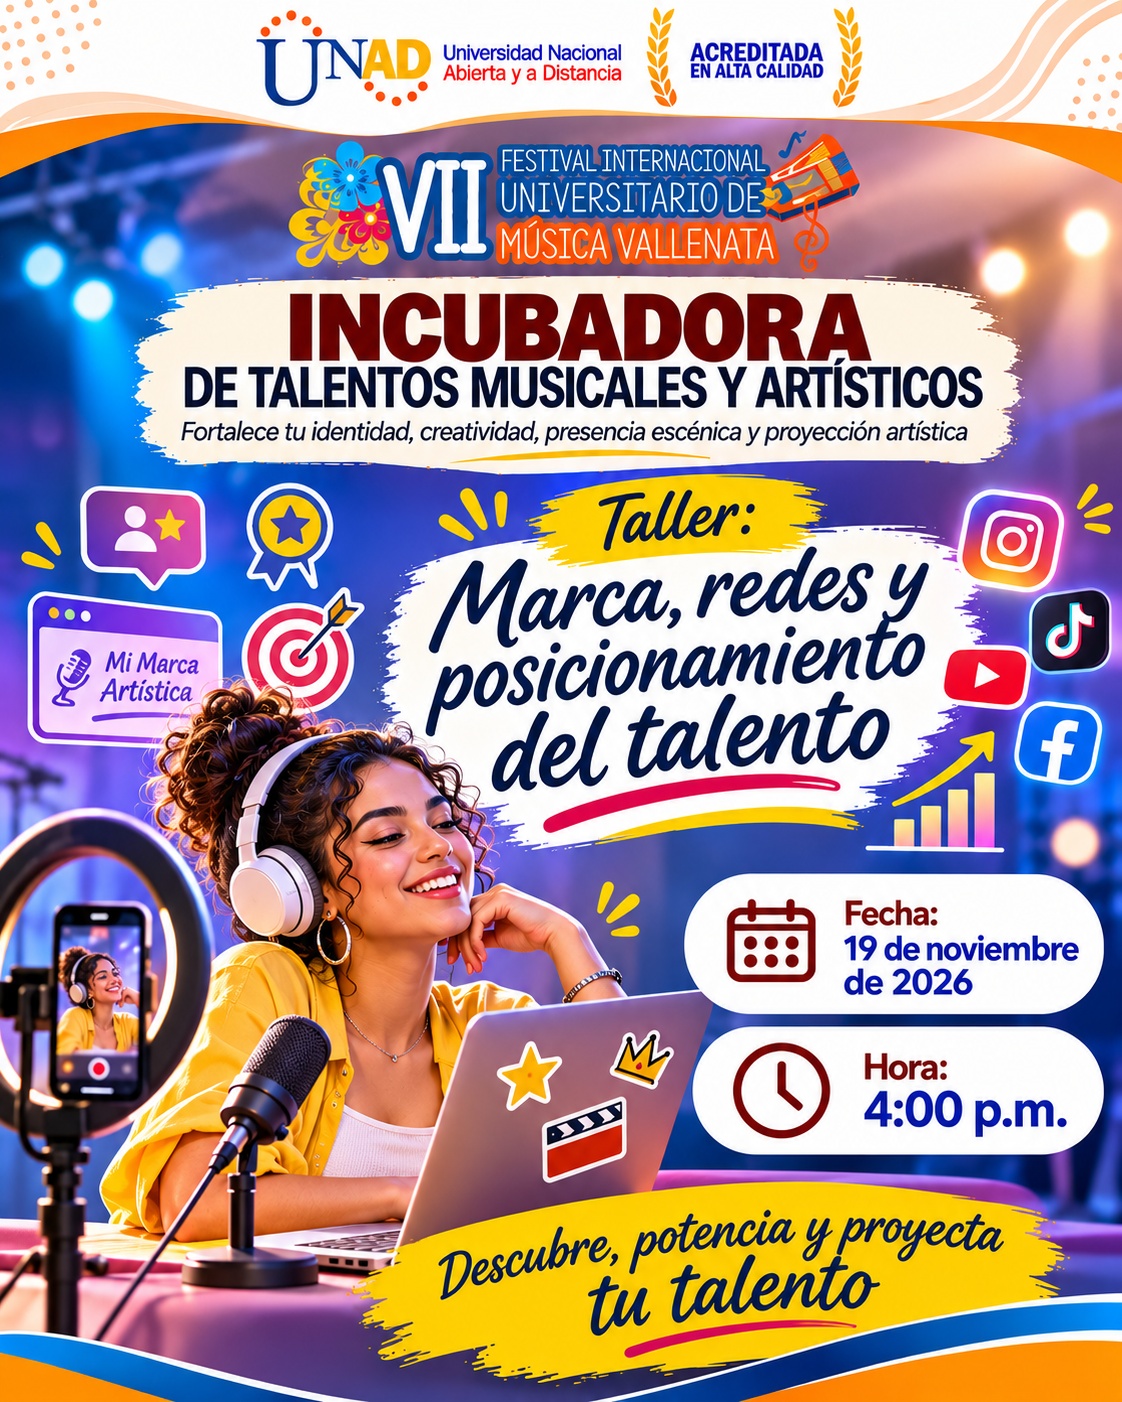 UNAD
Universidad Nacional
Abierta y a Distancia
ACREDITADA
EN ALTA CALIDAD
VII
FESTIVAL INTERNACIONAL
UNIVERSITARIO DE
MÚSICA VALLENATA
INCUBADORA
DE TALENTOS MUSICALES Y ARTÍSTICOS
Fortalece tu identidad, creatividad, presencia escénica y proyección artística
Taller:
Marca, redes y
posicionamiento
del talento
Mi Marca
Artística
Fecha:
19 de noviembre
de 2026
Hora:
4:00 p.m.
Descubre, potencia y proyecta
tu talento